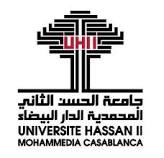 UHII
جامعة الحسن الثاني
المحمدية الدار البيضاء
UNIVERSITE HASSAN II
MOHAMMEDIA CASABLANCA